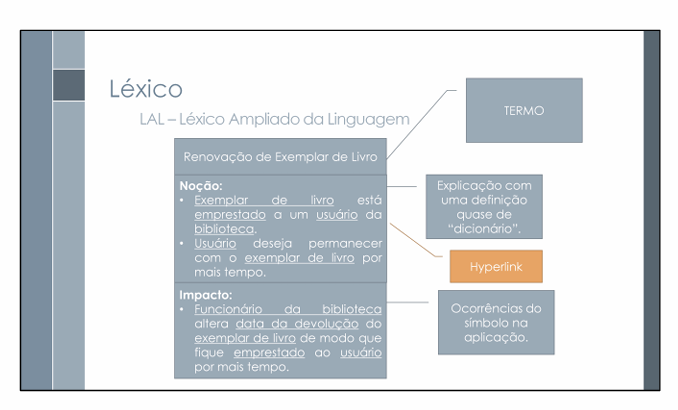 Léxico
LAL – Léxico Ampliado da Linguagem
TERMO
Renovação de Exemplar de Livro
Noção:
• Exemplar de livro está
emprestado a um usuário da
biblioteca.
• Usuário deseja permanecer
com o exemplar de livro por
mais tempo.
Explicação com
uma definição
quase de
“dicionário”.
Hyperlink
Impacto:
• Funcionário da biblioteca
altera data da devolução do
exemplar de livro de modo que
fique emprestado ao usuário
por mais tempo.
Ocorrências do
símbolo na
aplicação.